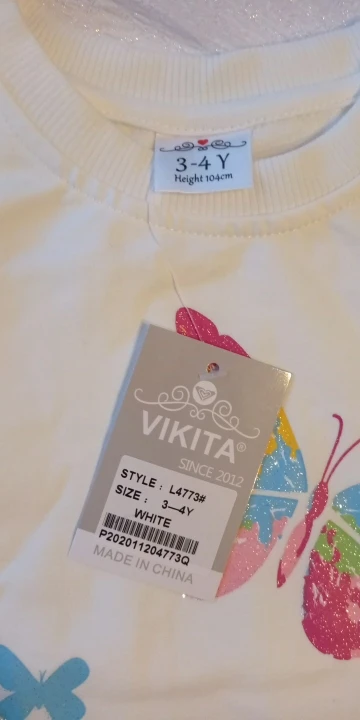 3-4 Y
Height 104cm
VIKITA®
SINCE 2012
STYLE : L4773#
SIZE : 3—4Y
WHITE
P202011204773Q
MADE IN CHINA